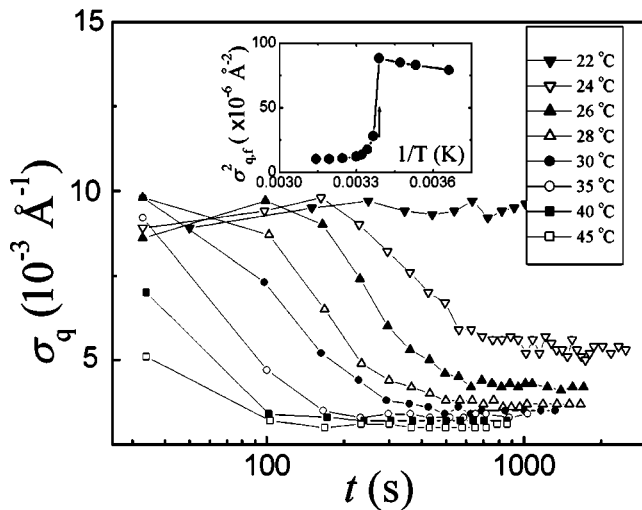 15
10
5
σq (10-3 Å-1)
100
1000
t (s)
100
50
0
σ2q,f ( x10-6 Å-2)
0.0030
0.0033
0.0036
1/T (K)
22 °C
24 °C
26 °C
28 °C
30 °C
35 °C
40 °C
45 °C